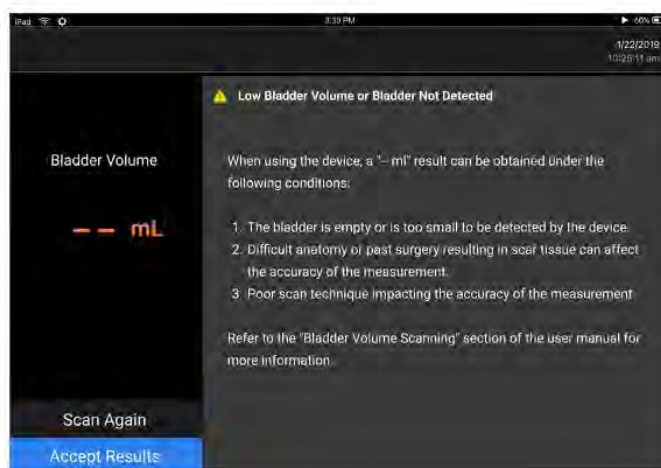 iPad
3:39 PM
60%
1/22/2019
10:25:11 am
Low Bladder Volume or Bladder Not Detected
Bladder Volume
-- mL
When using the device, a "-- ml" result can be obtained under the
following conditions:
1. The bladder is empty or is too small to be detected by the device.
2. Difficult anatomy or past surgery resulting in scar tissue can affect
the accuracy of the measurement.
3 Poor scan technique impacting the accuracy of the measurement
Refer to the "Bladder Volume Scanning" section of the user manual for
more information.
Scan Again
Accept Results